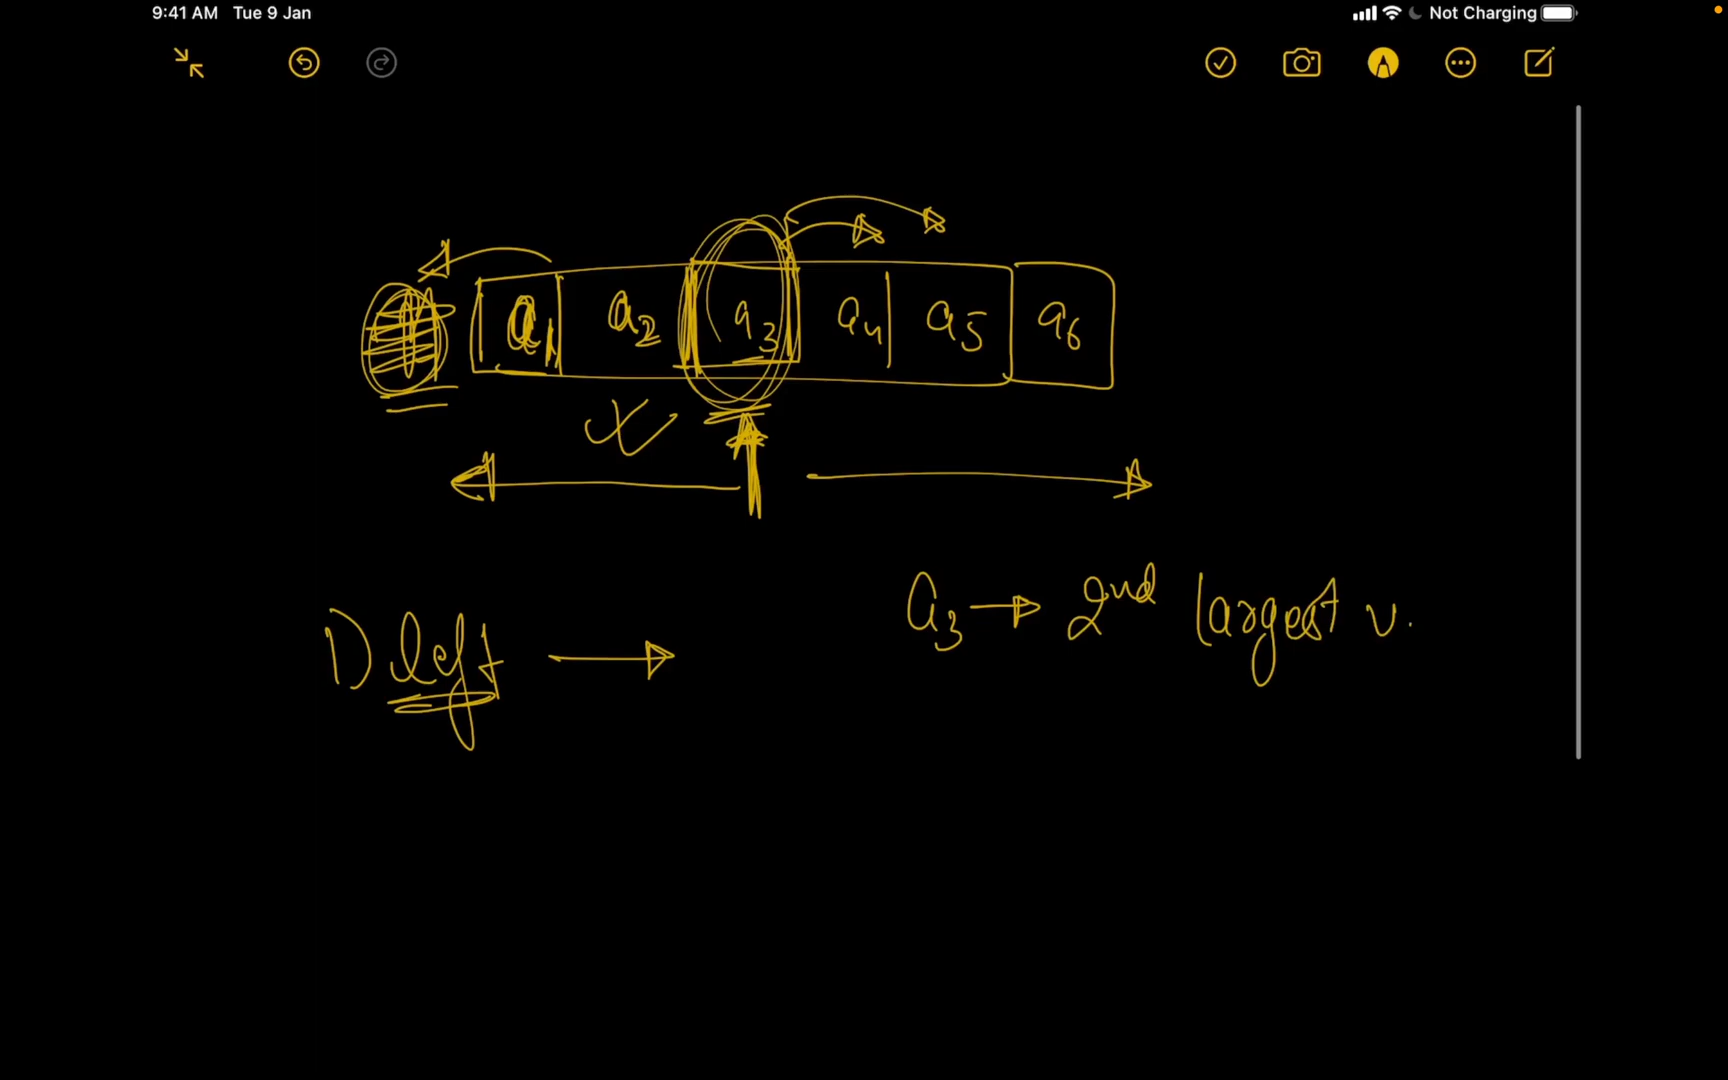 9:41 AM Tue 9 Jan
Not Charging
a1 a2 a3 a4 a5 a6
a3 → 2nd largest v.
1) left →